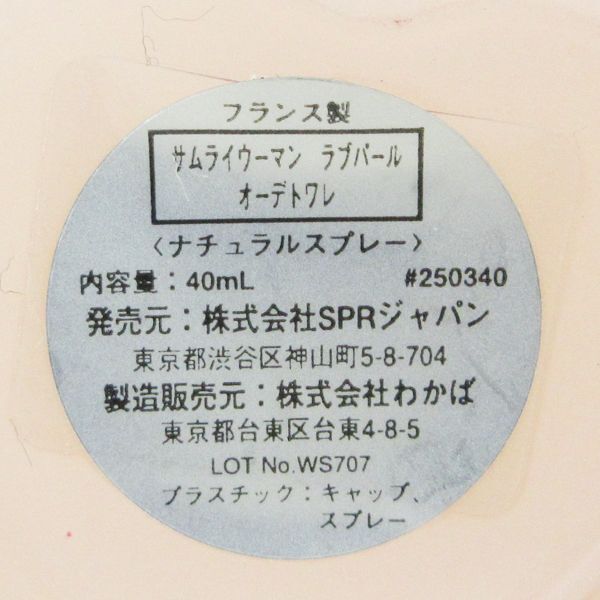 フランス製
サムライウーマン ラブパール
オーデトワレ
〈ナチュラルスプレー〉
内容量：40mL #250340
発売元：株式会社SPRジャパン
東京都渋谷区神山町5-8-704
製造販売元：株式会社わかば
東京都台東区台東4-8-5
LOT No.WS707
プラスチック：キャップ、
スプレー